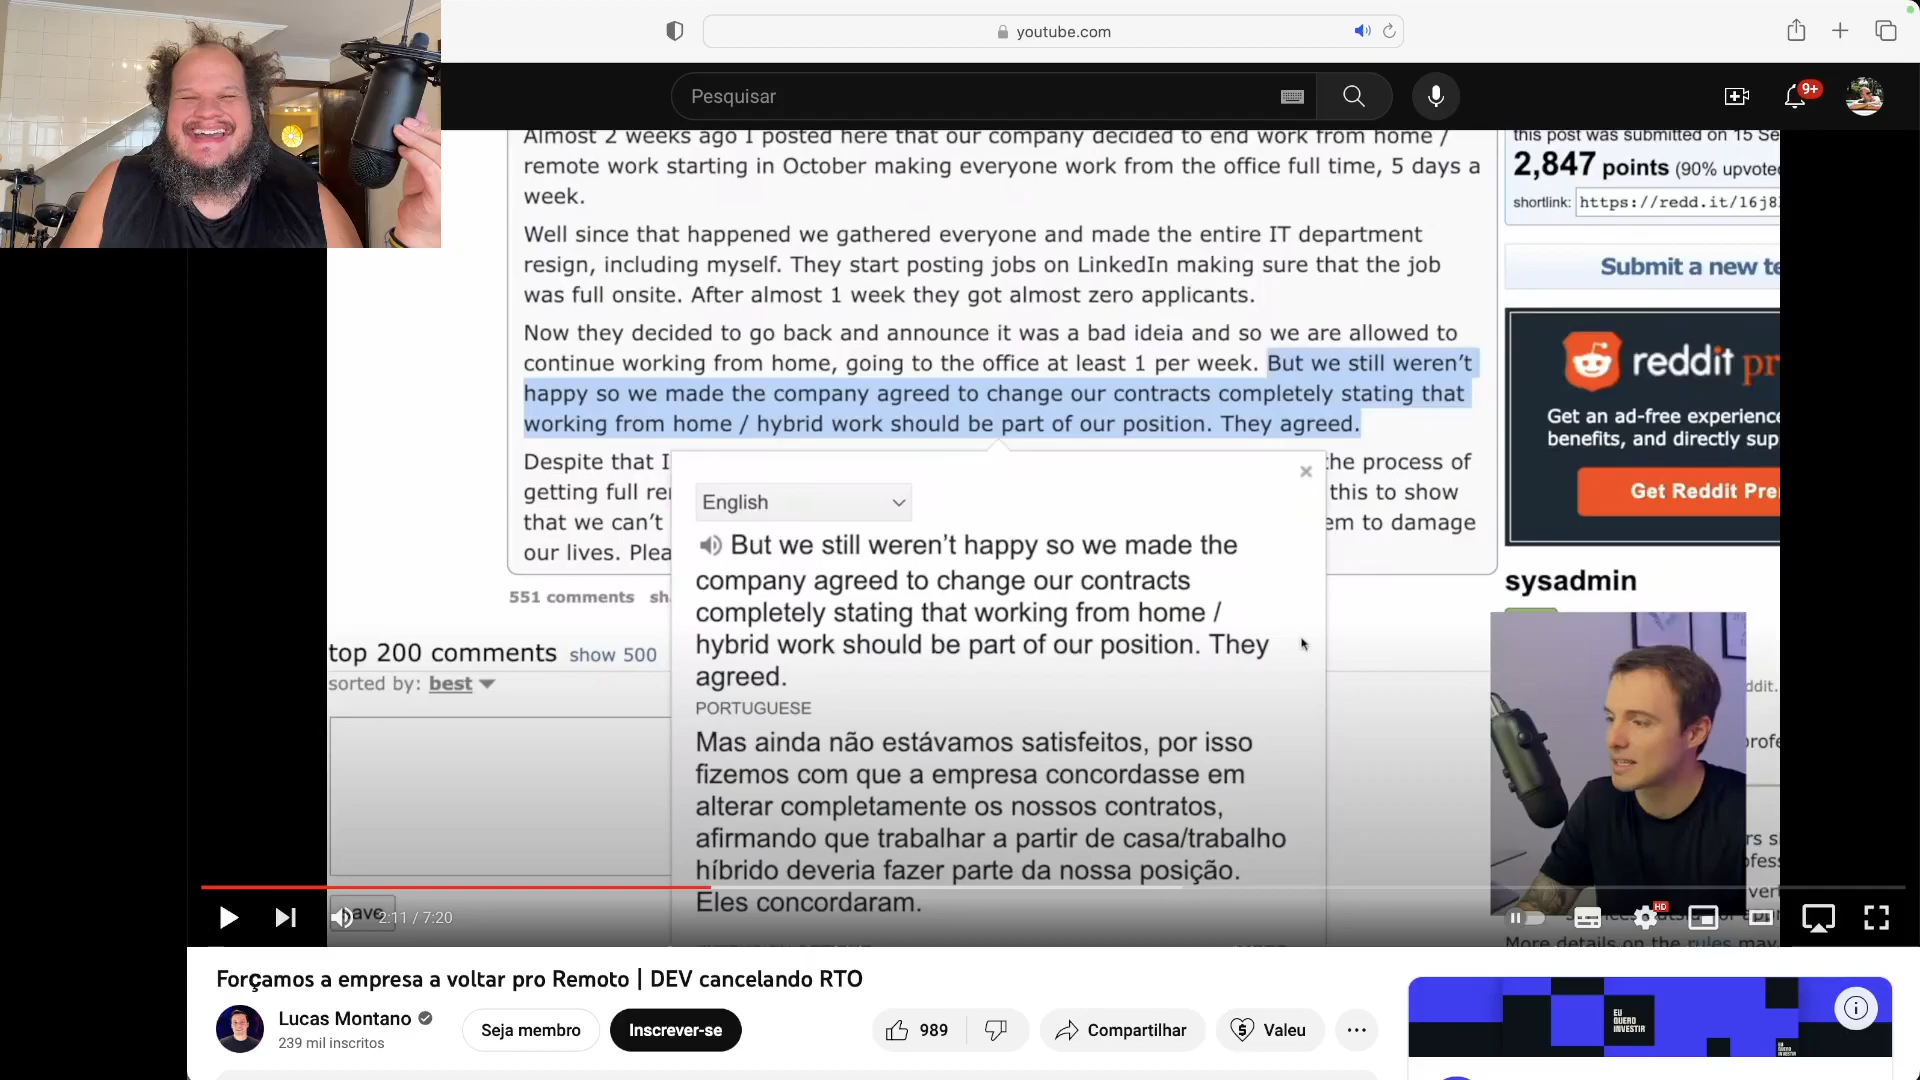 youtube.com
Pesquisar
9+
Almost 2 weeks ago I posted here that our company decided to end work from home /
remote work starting in October making everyone work from the office full time, 5 days a
week.
Well since that happened we gathered everyone and made the entire IT department
resign, including myself. They start posting jobs on LinkedIn making sure that the job
was full onsite. After almost 1 week they got almost zero applicants.
Now they decided to go back and announce it was a bad ideia and so we are allowed to
continue working from home, going to the office at least 1 per week. But we still weren't
happy so we made the company agreed to change our contracts completely stating that
working from home / hybrid work should be part of our position. They agreed.
Despite that I
the process of
getting full
this to show
that we can't
to damage
our lives.
551 comments
top 200 comments show 500
sorted by: best
English
But we still weren't happy so we made the
company agreed to change our contracts
completely stating that working from home /
hybrid work should be part of our position. They
agreed.
PORTUGUESE
Mas ainda não estávamos satisfeitos, por isso
fizemos com que a empresa concordasse em
alterar completamente os nossos contratos,
afirmando que trabalhar a partir de casa/trabalho
híbrido deveria fazer parte da nossa posição.
Eles concordaram.
this post was submitted on 15
2,847 points (90%
shortlink: https://redd.it/16j8
Submit a new
reddit
Get an ad-free experience
benefits, and directly
Get Reddit
sysadmin
More details on the rules may
2:11 / 7:20
HD
Forçamos a empresa a voltar pro Remoto | DEV cancelando RTO
Lucas Montano
239 mil inscritos
Seja membro
Inscrever-se
989
Compartilhar
Valeu
EU
QUERO
INVESTIR